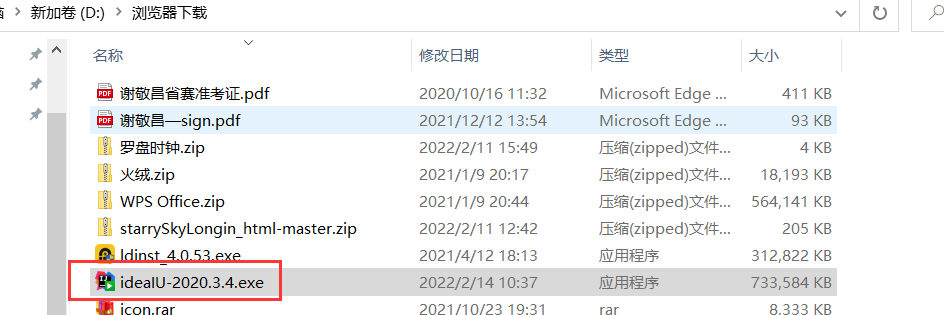 新加卷 (D:) 浏览器下载
名称 修改日期 类型 大小
谢敬昌省赛准考证.pdf 2020/10/16 11:32 Microsoft Edge ... 411 KB
谢敬昌—sign.pdf 2021/12/12 13:54 Microsoft Edge ... 93 KB
罗盘时钟.zip 2022/2/11 15:49 压缩(zipped)文件... 4 KB
火绒.zip 2021/1/9 20:17 压缩(zipped)文件... 18,193 KB
WPS Office.zip 2021/1/9 20:44 压缩(zipped)文件... 564,141 KB
starrySkyLongin_html-master.zip 2022/2/11 12:42 压缩(zipped)文件... 205 KB
ldinst_4.0.53.exe 2021/4/12 18:13 应用程序 312,822 KB
ideaIU-2020.3.4.exe 2022/2/14 10:37 应用程序 733,584 KB
icon.rar 2021/10/23 19:31 rar 8,333 KB